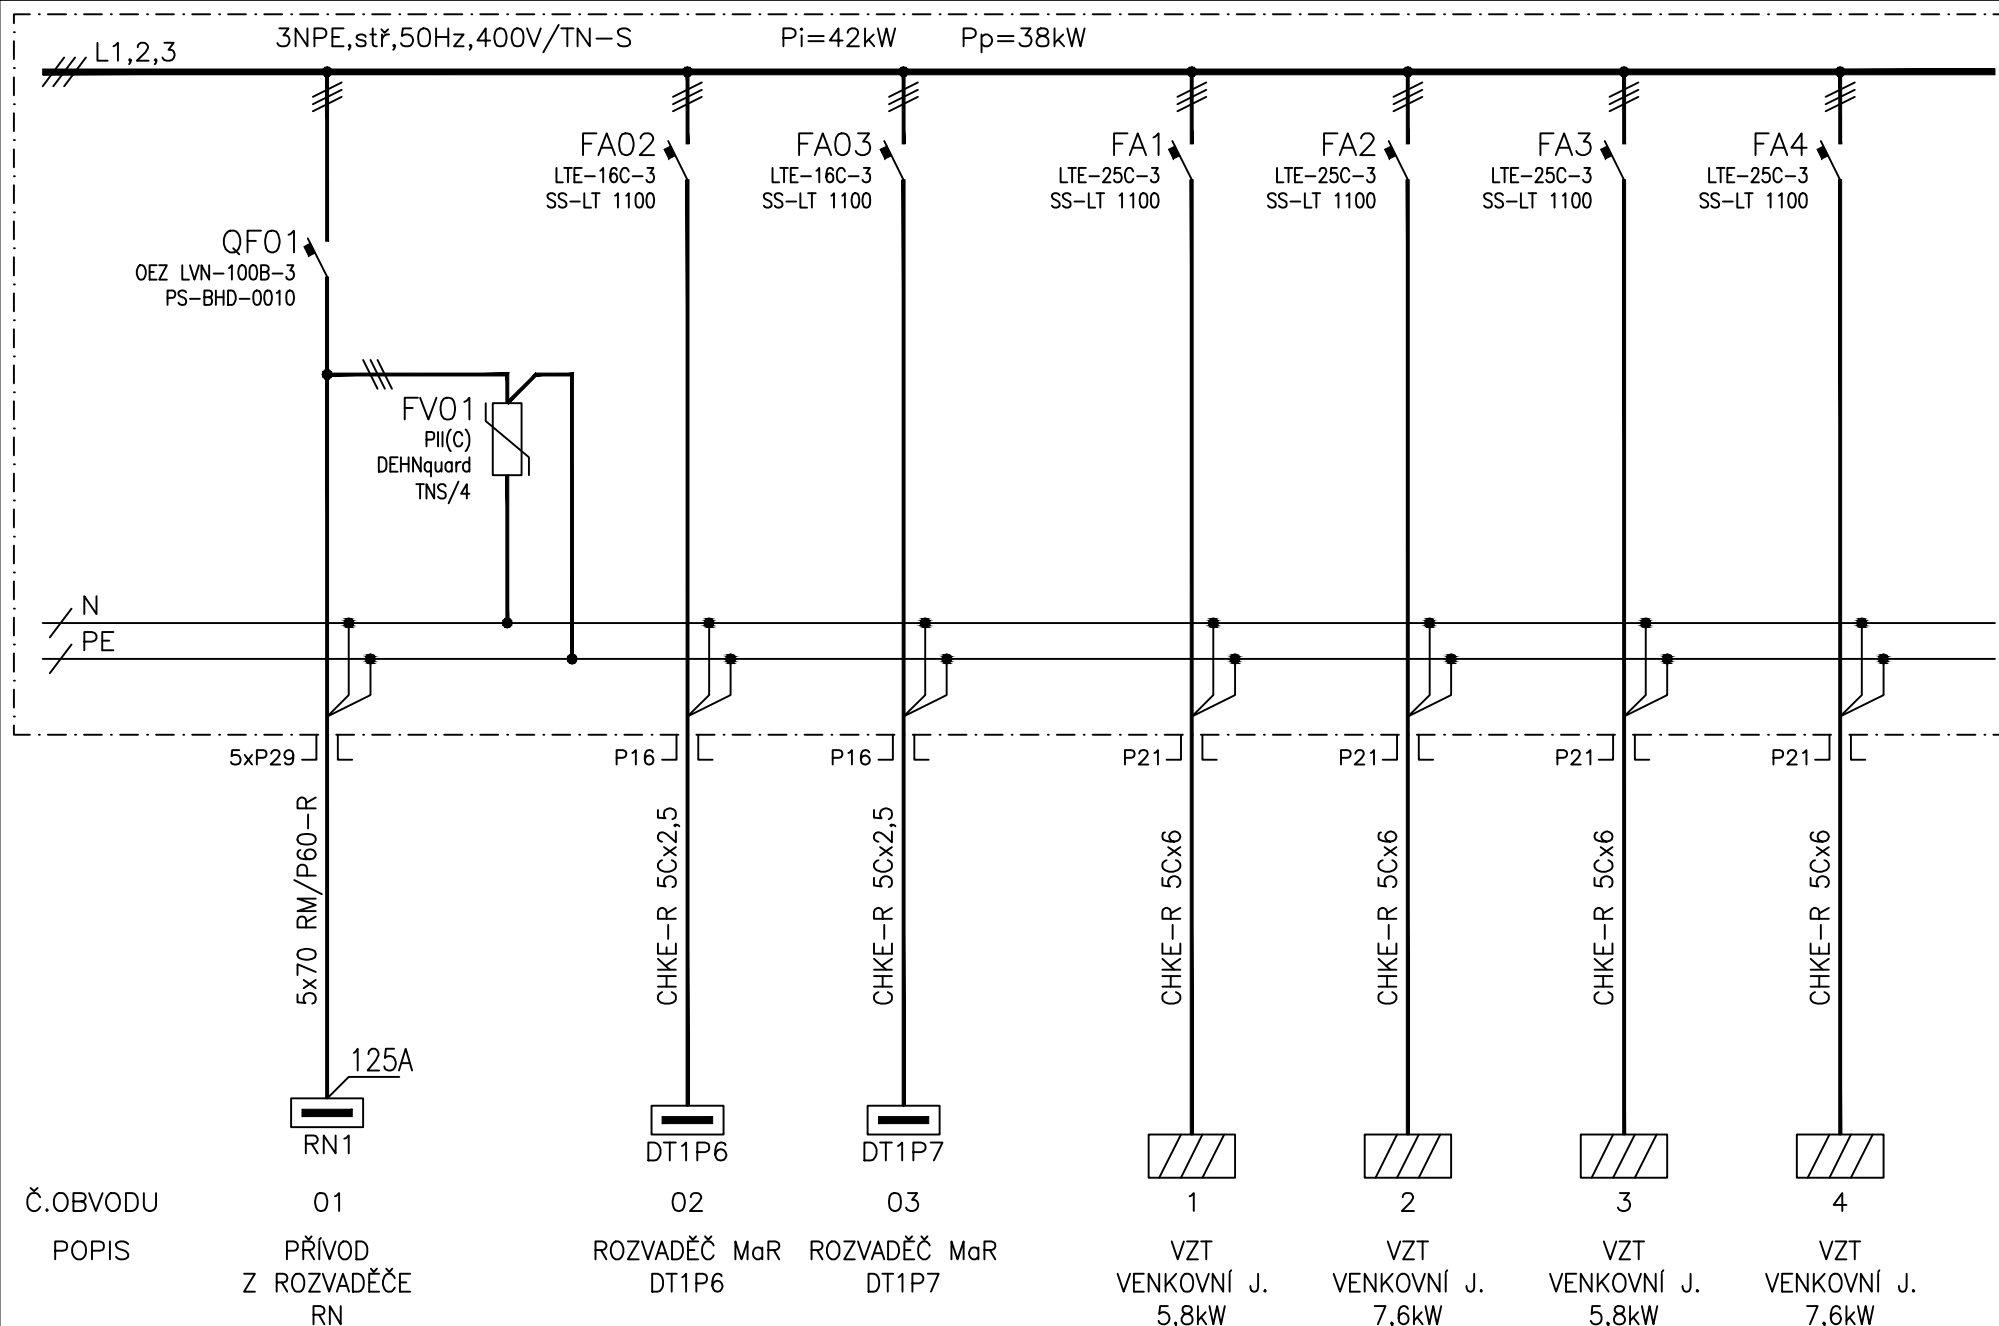 L1,2,3
3NPE,stř,50Hz,400V/TN-S
Pi=42kW
Pp=38kW
FA02
LTE-16C-3
SS-LT 1100
FA03
LTE-16C-3
SS-LT 1100
FA1
LTE-25C-3
SS-LT 1100
FA2
LTE-25C-3
SS-LT 1100
FA3
LTE-25C-3
SS-LT 1100
FA4
LTE-25C-3
SS-LT 1100
QF01
OEZ LVN-100B-3
PS-BHD-0010
FV01
PII(C)
DEHNquard
TNS/4
N
PE
5xP29
P16
P16
P21
P21
P21
P21
5x70 RM/P60-R
CHKE-R 5Cx2,5
CHKE-R 5Cx2,5
CHKE-R 5Cx6
CHKE-R 5Cx6
CHKE-R 5Cx6
CHKE-R 5Cx6
125A
RN1
DT1P6
DT1P7
Č.OBVODU
01
02
03
1
2
3
4
POPIS
PŘÍVOD
Z ROZVADĚČE
RN
ROZVADĚČ MaR
DT1P6
ROZVADĚČ MaR
DT1P7
VZT
VENKOVNÍ J.
5,8kW
VZT
VENKOVNÍ J.
7,6kW
VZT
VENKOVNÍ J.
5,8kW
VZT
VENKOVNÍ J.
7,6kW